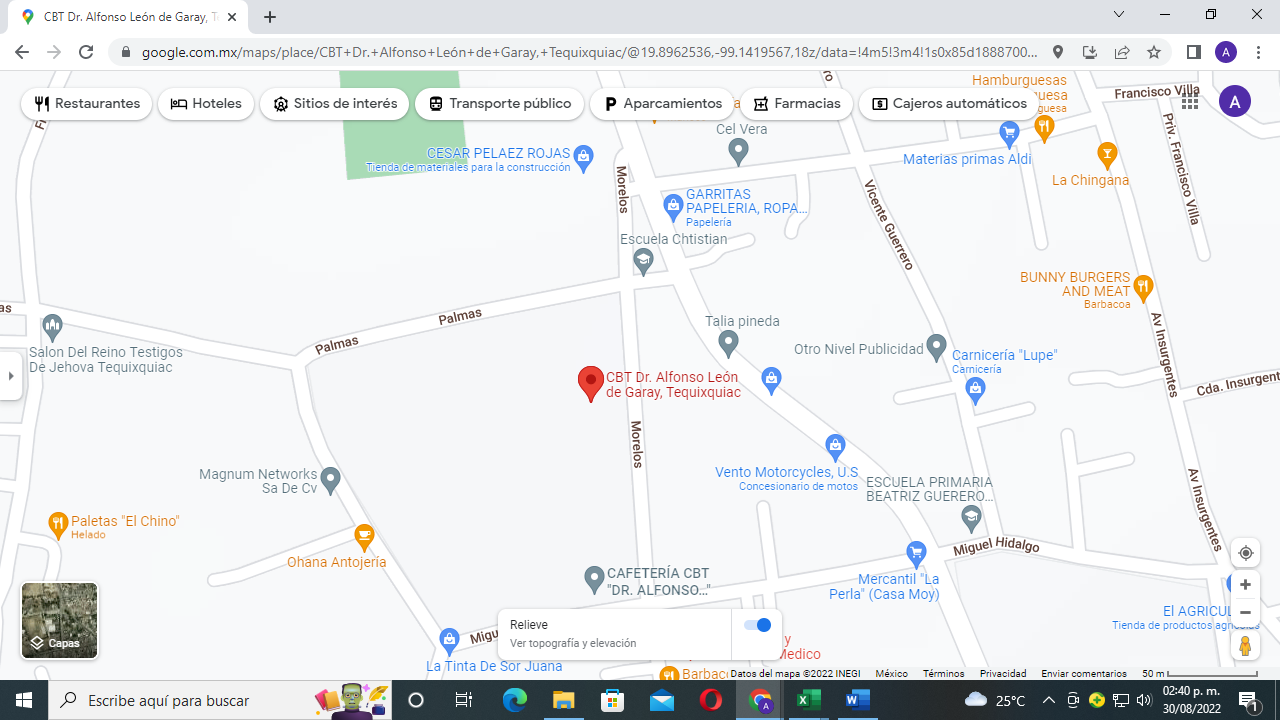 CBT Dr. Alfonso León de Garay, T
google.com.mx/maps/place/CBT+Dr.+Alfonso+León+de+Garay,+Tequixquiac/@19.8962536,-99.1419567,18z/data=!4m5!3m4!1s0x85d1888700...
A
Restaurantes
Hoteles
Sitios de interés
Transporte público
Aparcamientos
Farmacias
Cajeros automáticos
A
Hamburguesas
Francisco Villa
Cel Vera
CESAR PELAEZ ROJAS
Tienda de materiales para la construcción
Materias primas Aldi
La Chingana
Priv. Francisco Villa
Morelos
GARRITAS
PAPELERIA, ROPA...
Papelería
Vicente Guerrero
Escuela Chtistian
BUNNY BURGERS
AND MEAT
Barbacoa
as
Palmas
Palmas
Talia pineda
Otro Nivel Publicidad
Carnicería "Lupe"
Carnicería
Av Insurgentes
Salon Del Reino Testigos
De Jehova Tequixquiac
CBT Dr. Alfonso León
de Garay, Tequixquiac
Cda. Insurgent
Morelos
Magnum Networks
Sa De Cv
Vento Motorcycles, U.S
Concesionario de motos
ESCUELA PRIMARIA
BEATRIZ GUERERO...
Av Insurgentes
Paletas "El Chino"
Helado
Ohana Antojería
Miguel Hidalgo
CAFETERÍA CBT
"DR. ALFONSO..."
Mercantil "La
Perla" (Casa Moy)
El AGRICUL
Tienda de productos agrícolas
Capas
Migu
Relieve
Ver topografía y elevación
y
Medico
La Tinta De Sor Juana
Barbac
Datos del mapa ©2022 INEGI
México
Términos
Privacidad
Enviar comentarios
50 m
Escribe aquí para buscar
25°C
02:40 p. m.
30/08/2022
1